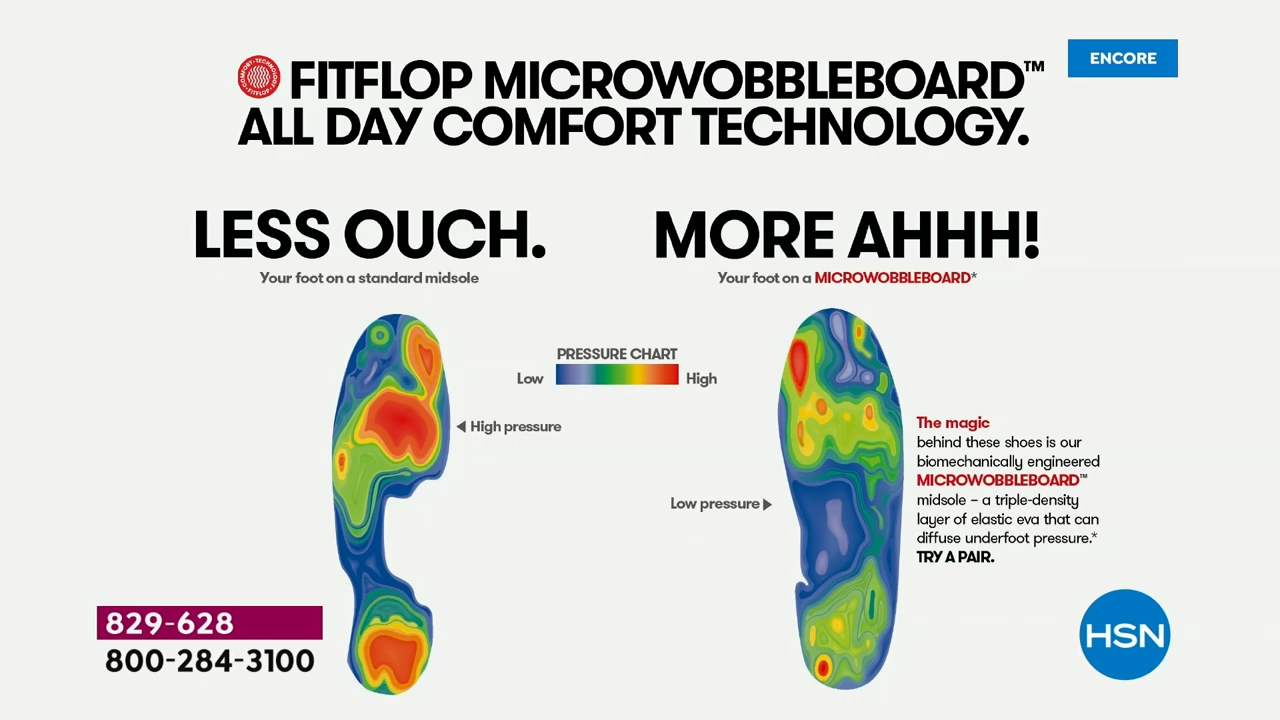 ENCORE
FITFLOP MICROWOBBLEBOARD™
ALL DAY COMFORT TECHNOLOGY.
LESS OUCH.
Your foot on a standard midsole
MORE AHHH!
Your foot on a MICROWOBBLEBOARD*
PRESSURE CHART
Low
High
High pressure
Low pressure
The magic
behind these shoes is our
biomechanically engineered
MICROWOBBLEBOARD™
midsole – a triple-density
layer of elastic eva that can
diffuse underfoot pressure.*
TRY A PAIR.
829-628
800-284-3100
HSN